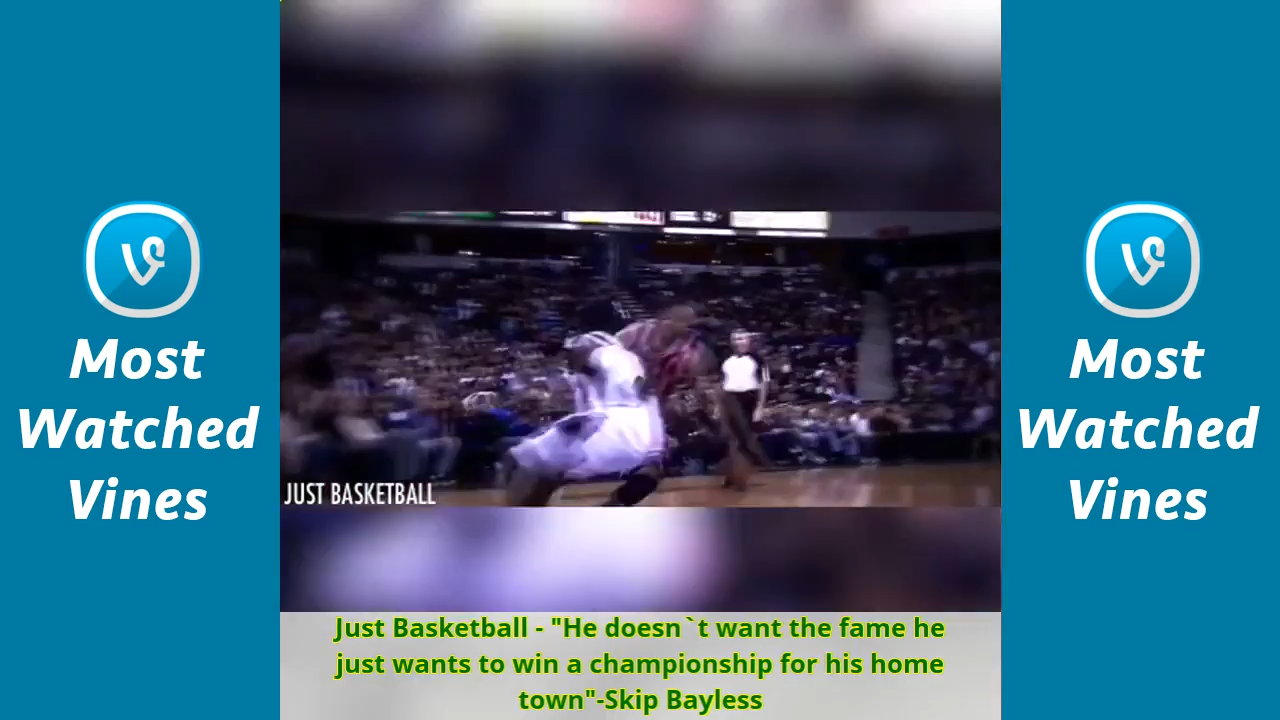 Most
Watched
Vines
JUST BASKETBALL
Just Basketball - "He doesn`t want the fame he
just wants to win a championship for his home
town"-Skip Bayless
Most
Watched
Vines